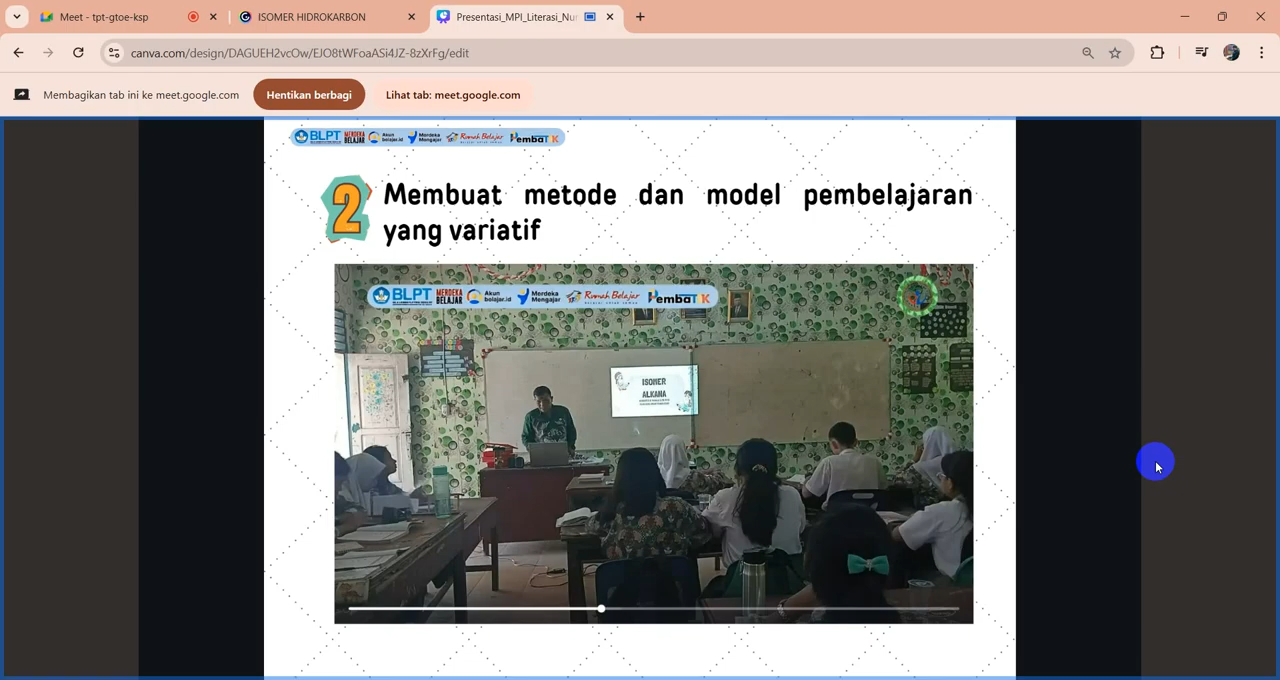 Meet - tpt-gtoe-ksp
ISOMER HIDROKARBON
Presentasi_MPI_Literasi_Nu
canva.com/design/DAGUEH2vcOw/EJO8tWFoaASi4JZ-8zXrFg/edit
Membagikan tab ini ke meet.google.com
Hentikan berbagi
Lihat tab: meet.google.com
BLPT MERDEKA BELAJAR Akun belajar.id Merdeka Mengajar Rumah Belajar PembaTIK
2
Membuat metode dan model pembelajaran
yang variatif
BLPT MERDEKA BELAJAR Akun belajar.id Merdeka Mengajar Rumah Belajar PembaTIK
ISOMER
ALKANA